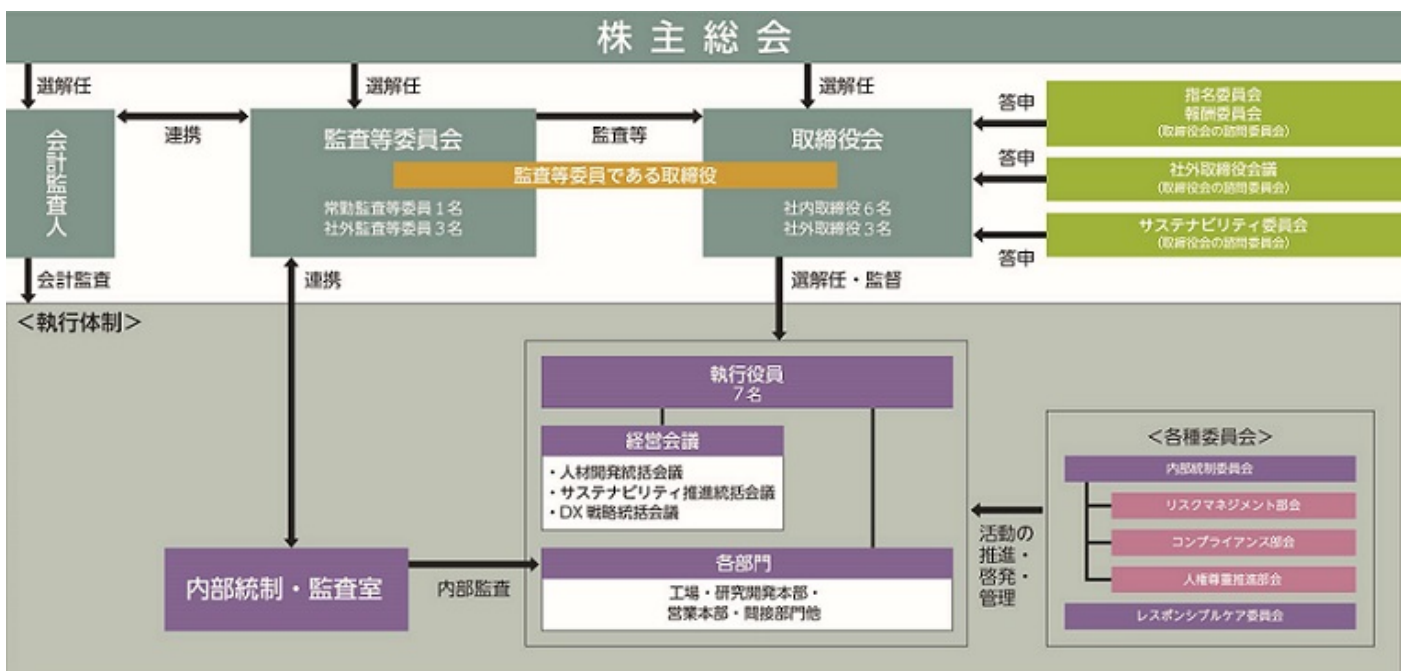 株主総会
選解任
選解任
選解任
会計監査人
連携
監査等委員会
監査等
取締役会
監査等委員である取締役
常勤監査等委員1名
社外監査等委員3名
社内取締役6名
社外取締役3名
答申
指名委員会
報酬委員会
(取締役会の諮問委員会)
答申
社外取締役会議
(取締役会の諮問委員会)
答申
サステナビリティ委員会
(取締役会の諮問委員会)
会計監査
連携
選解任・監督
<執行体制>
執行役員
7名
経営会議
・人材開発統括会議
・サステナビリティ推進統括会議
・DX 戦略統括会議
内部統制・監査室
内部監査
各部門
工場・研究開発本部・
営業本部・間接部門他
活動の
推進・
啓発・
管理
<各種委員会>
内部統制委員会
リスクマネジメント部会
コンプライアンス部会
人権尊重推進部会
レスポンシブルケア委員会